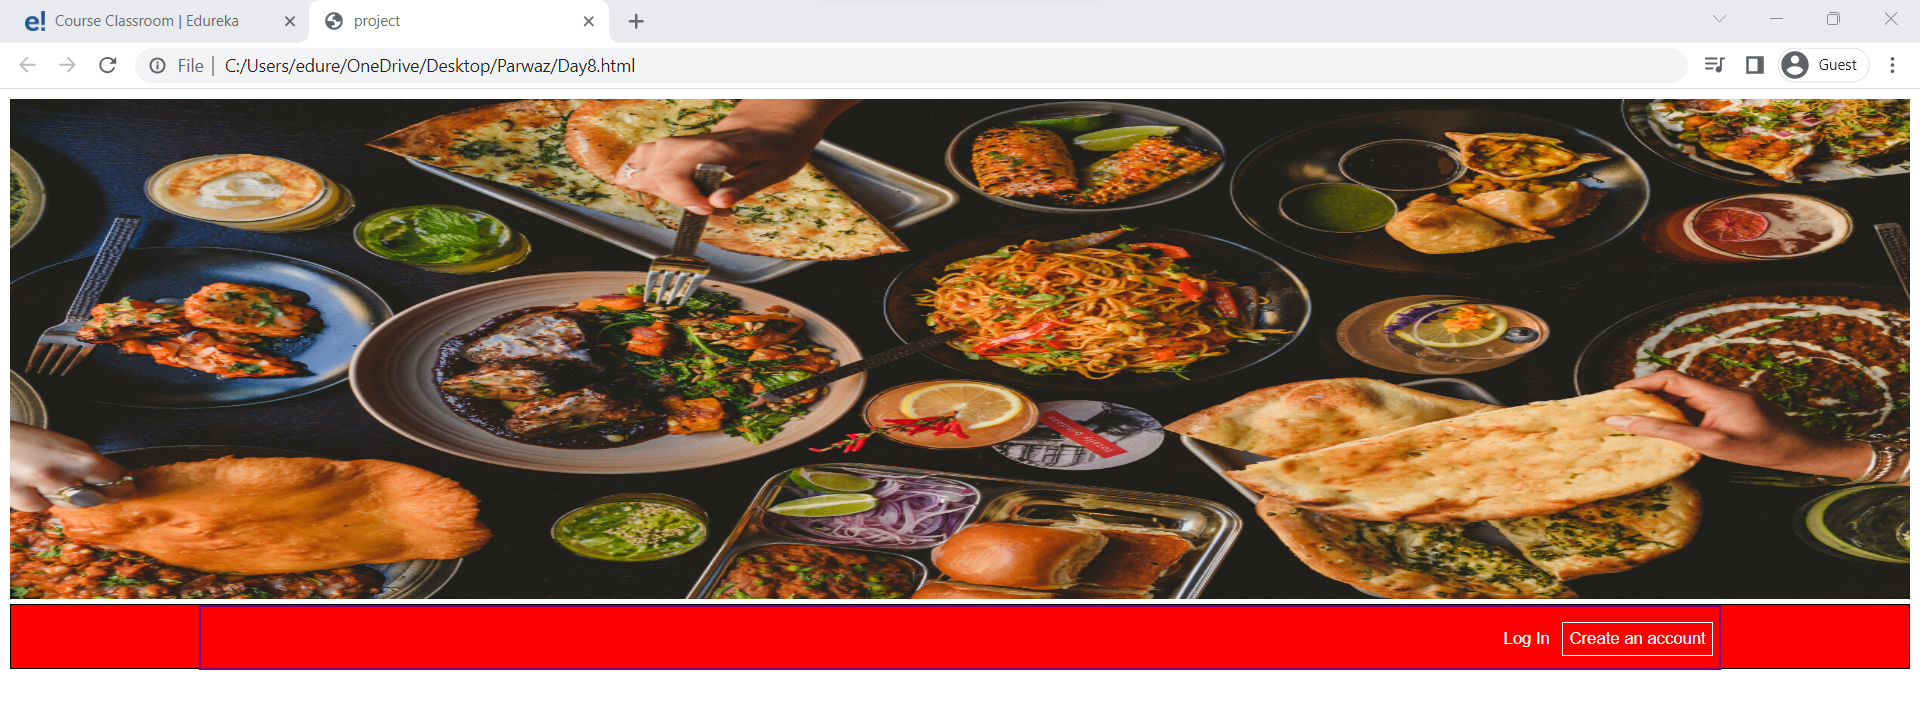 e! Course Classroom | Edureka
project
File | C:/Users/edure/OneDrive/Desktop/Parwaz/Day8.html
Guest
Log In
Create an account